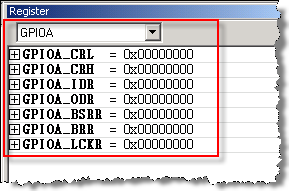 Register
GPIOA
GPIOA_CRL = 0x00000000
GPIOA_CRH = 0x00000000
GPIOA_IDR = 0x00000000
GPIOA_ODR = 0x00000000
GPIOA_BSRR = 0x00000000
GPIOA_BRR = 0x00000000
GPIOA_LCKR = 0x00000000